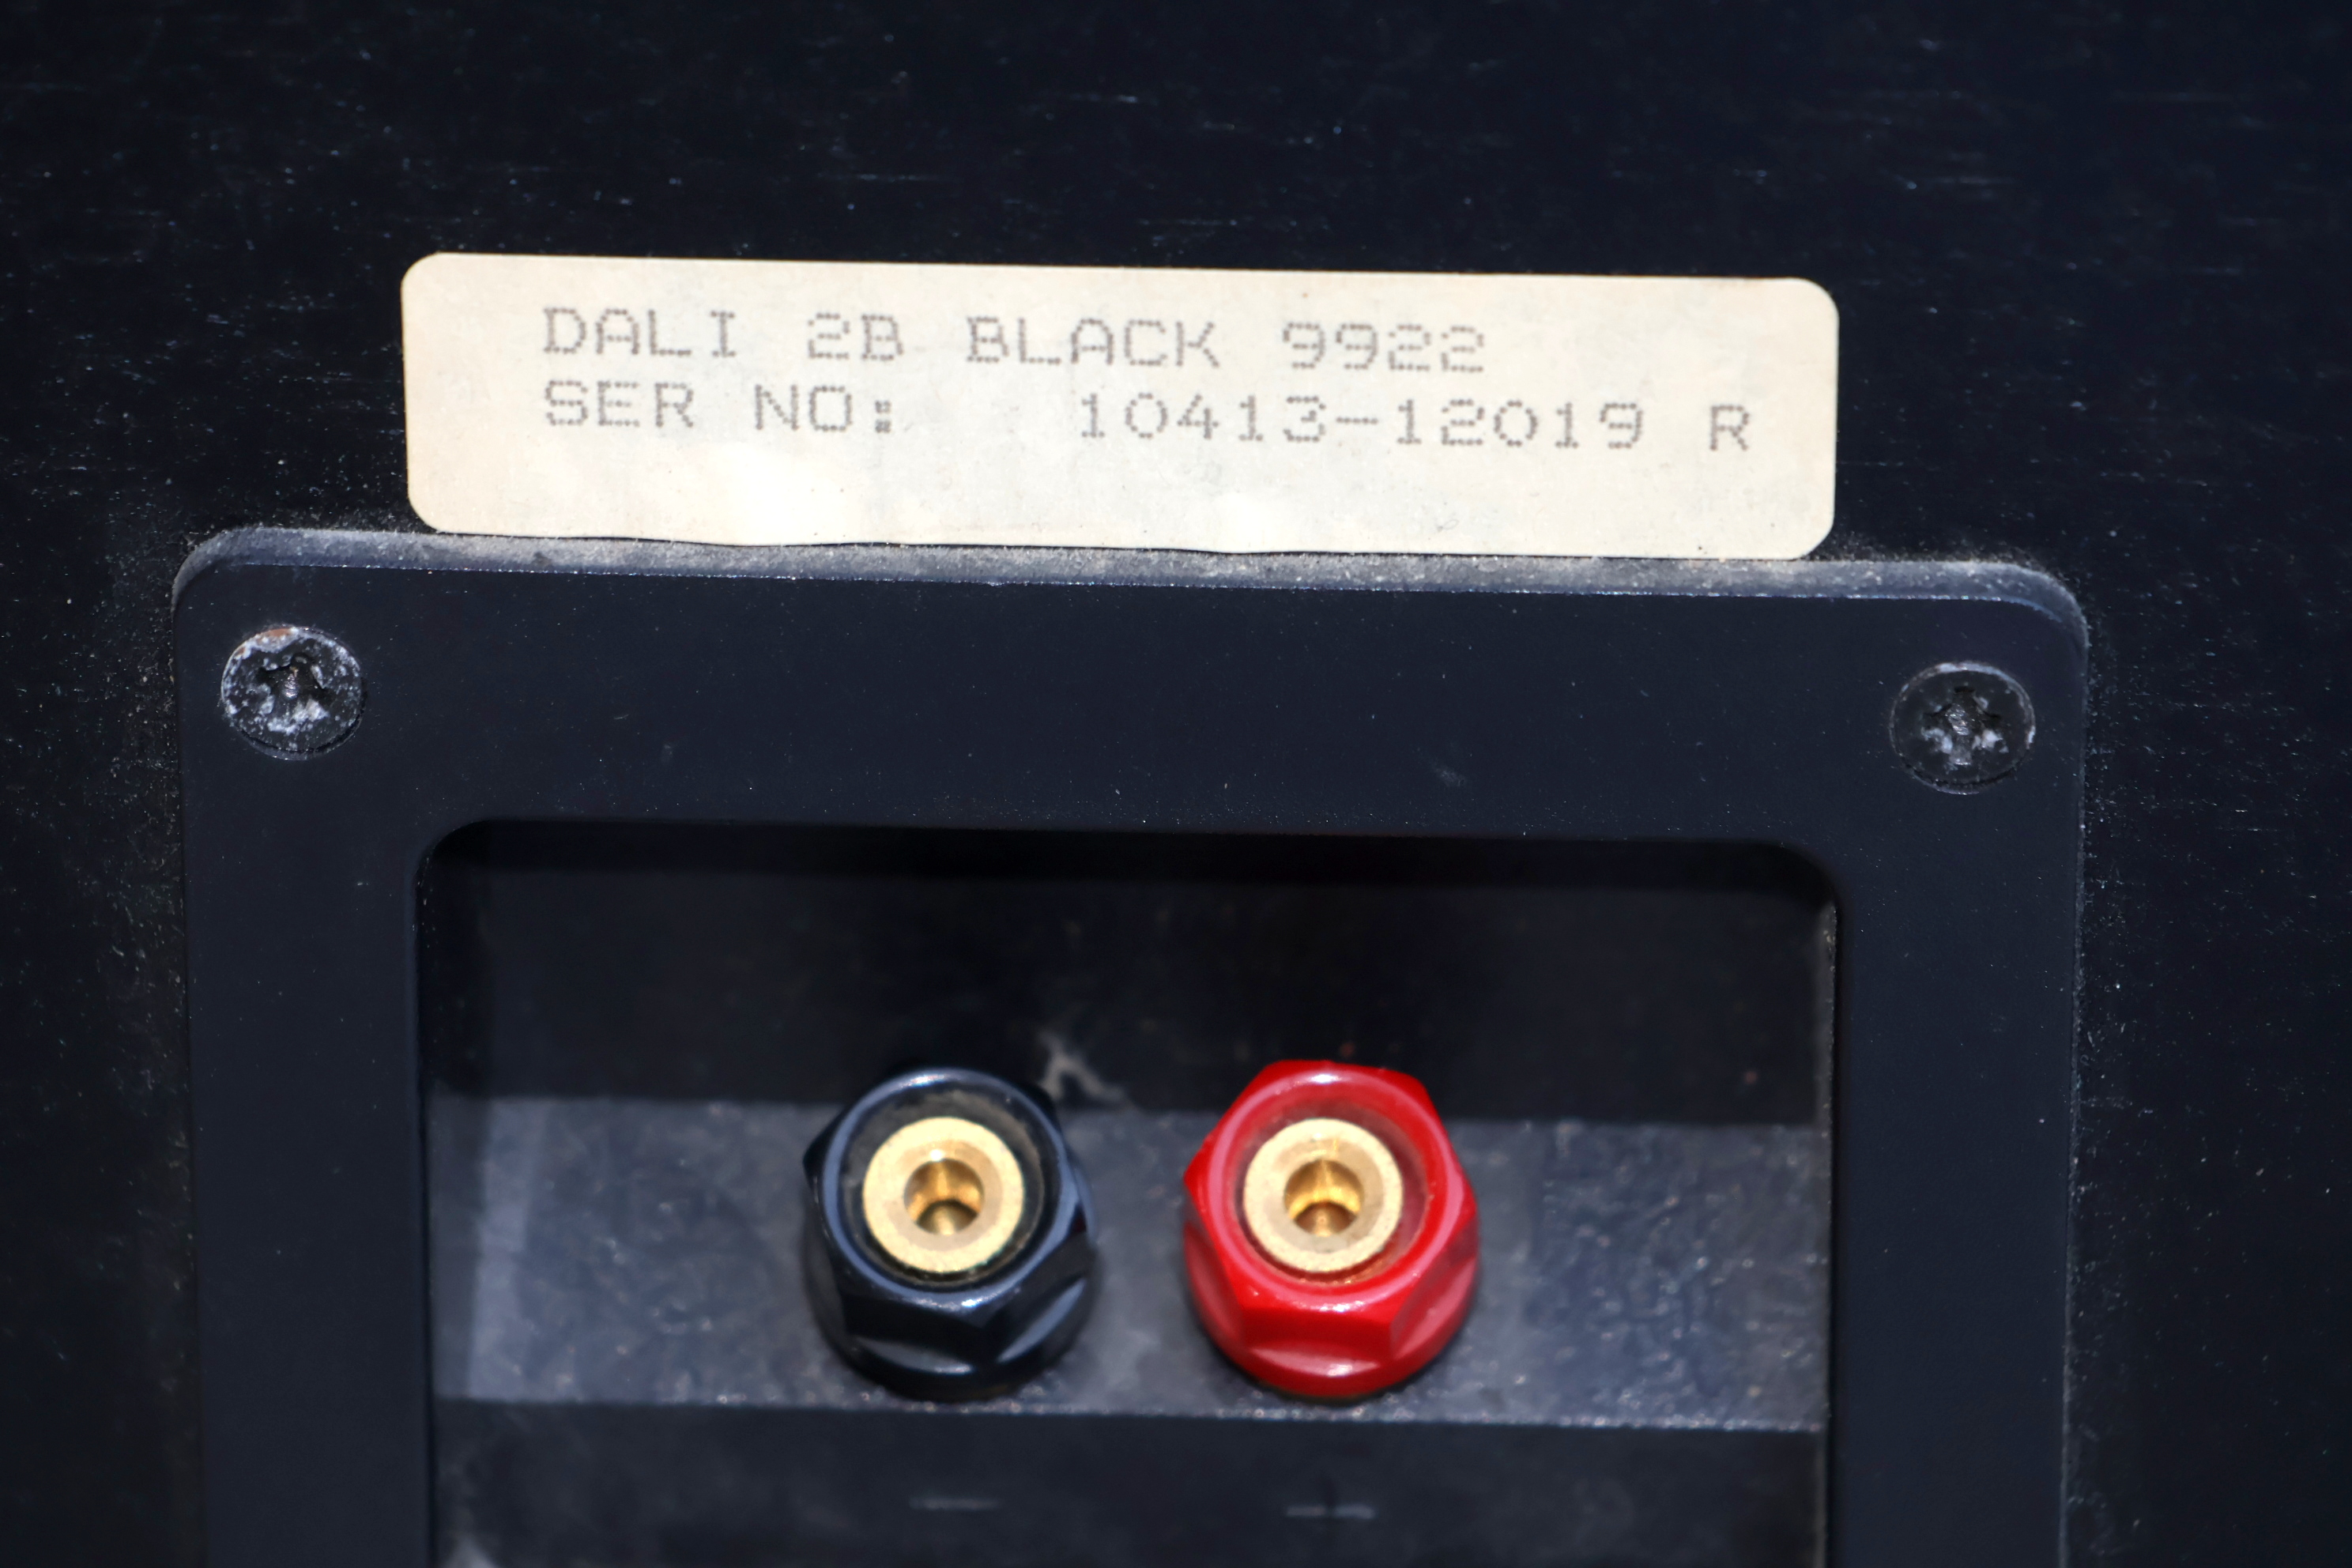 DALI 2B BLACK 9922
SER NO: 10413-12019 R
− +